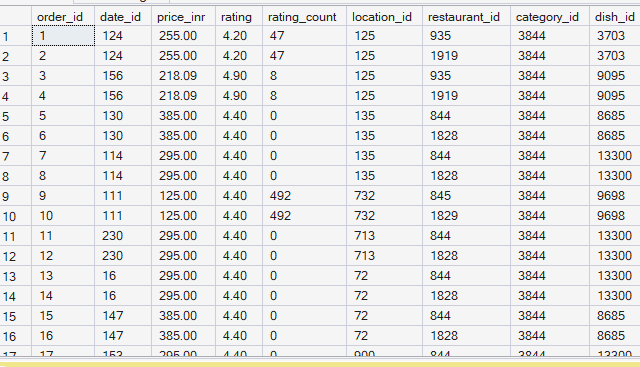 order_id date_id price_inr rating rating_count location_id restaurant_id category_id dish_id
1 1 124 255.00 4.20 47 125 935 3844 3703
2 2 124 255.00 4.20 47 125 1919 3844 3703
3 3 156 218.09 4.90 8 125 935 3844 9095
4 4 156 218.09 4.90 8 125 1919 3844 9095
5 5 130 385.00 4.40 0 135 844 3844 8685
6 6 130 385.00 4.40 0 135 1828 3844 8685
7 7 114 295.00 4.40 0 135 844 3844 13300
8 8 114 295.00 4.40 0 135 1828 3844 13300
9 9 111 125.00 4.40 492 732 845 3844 9698
10 10 111 125.00 4.40 492 732 1829 3844 9698
11 11 230 295.00 4.40 0 713 844 3844 13300
12 12 230 295.00 4.40 0 713 1828 3844 13300
13 13 16 295.00 4.40 0 72 844 3844 13300
14 14 16 295.00 4.40 0 72 1828 3844 13300
15 15 147 385.00 4.40 0 72 844 3844 8685
16 16 147 385.00 4.40 0 72 1828 3844 8685
17 17 153 295.00 4.40 0 900 844 3844 13300